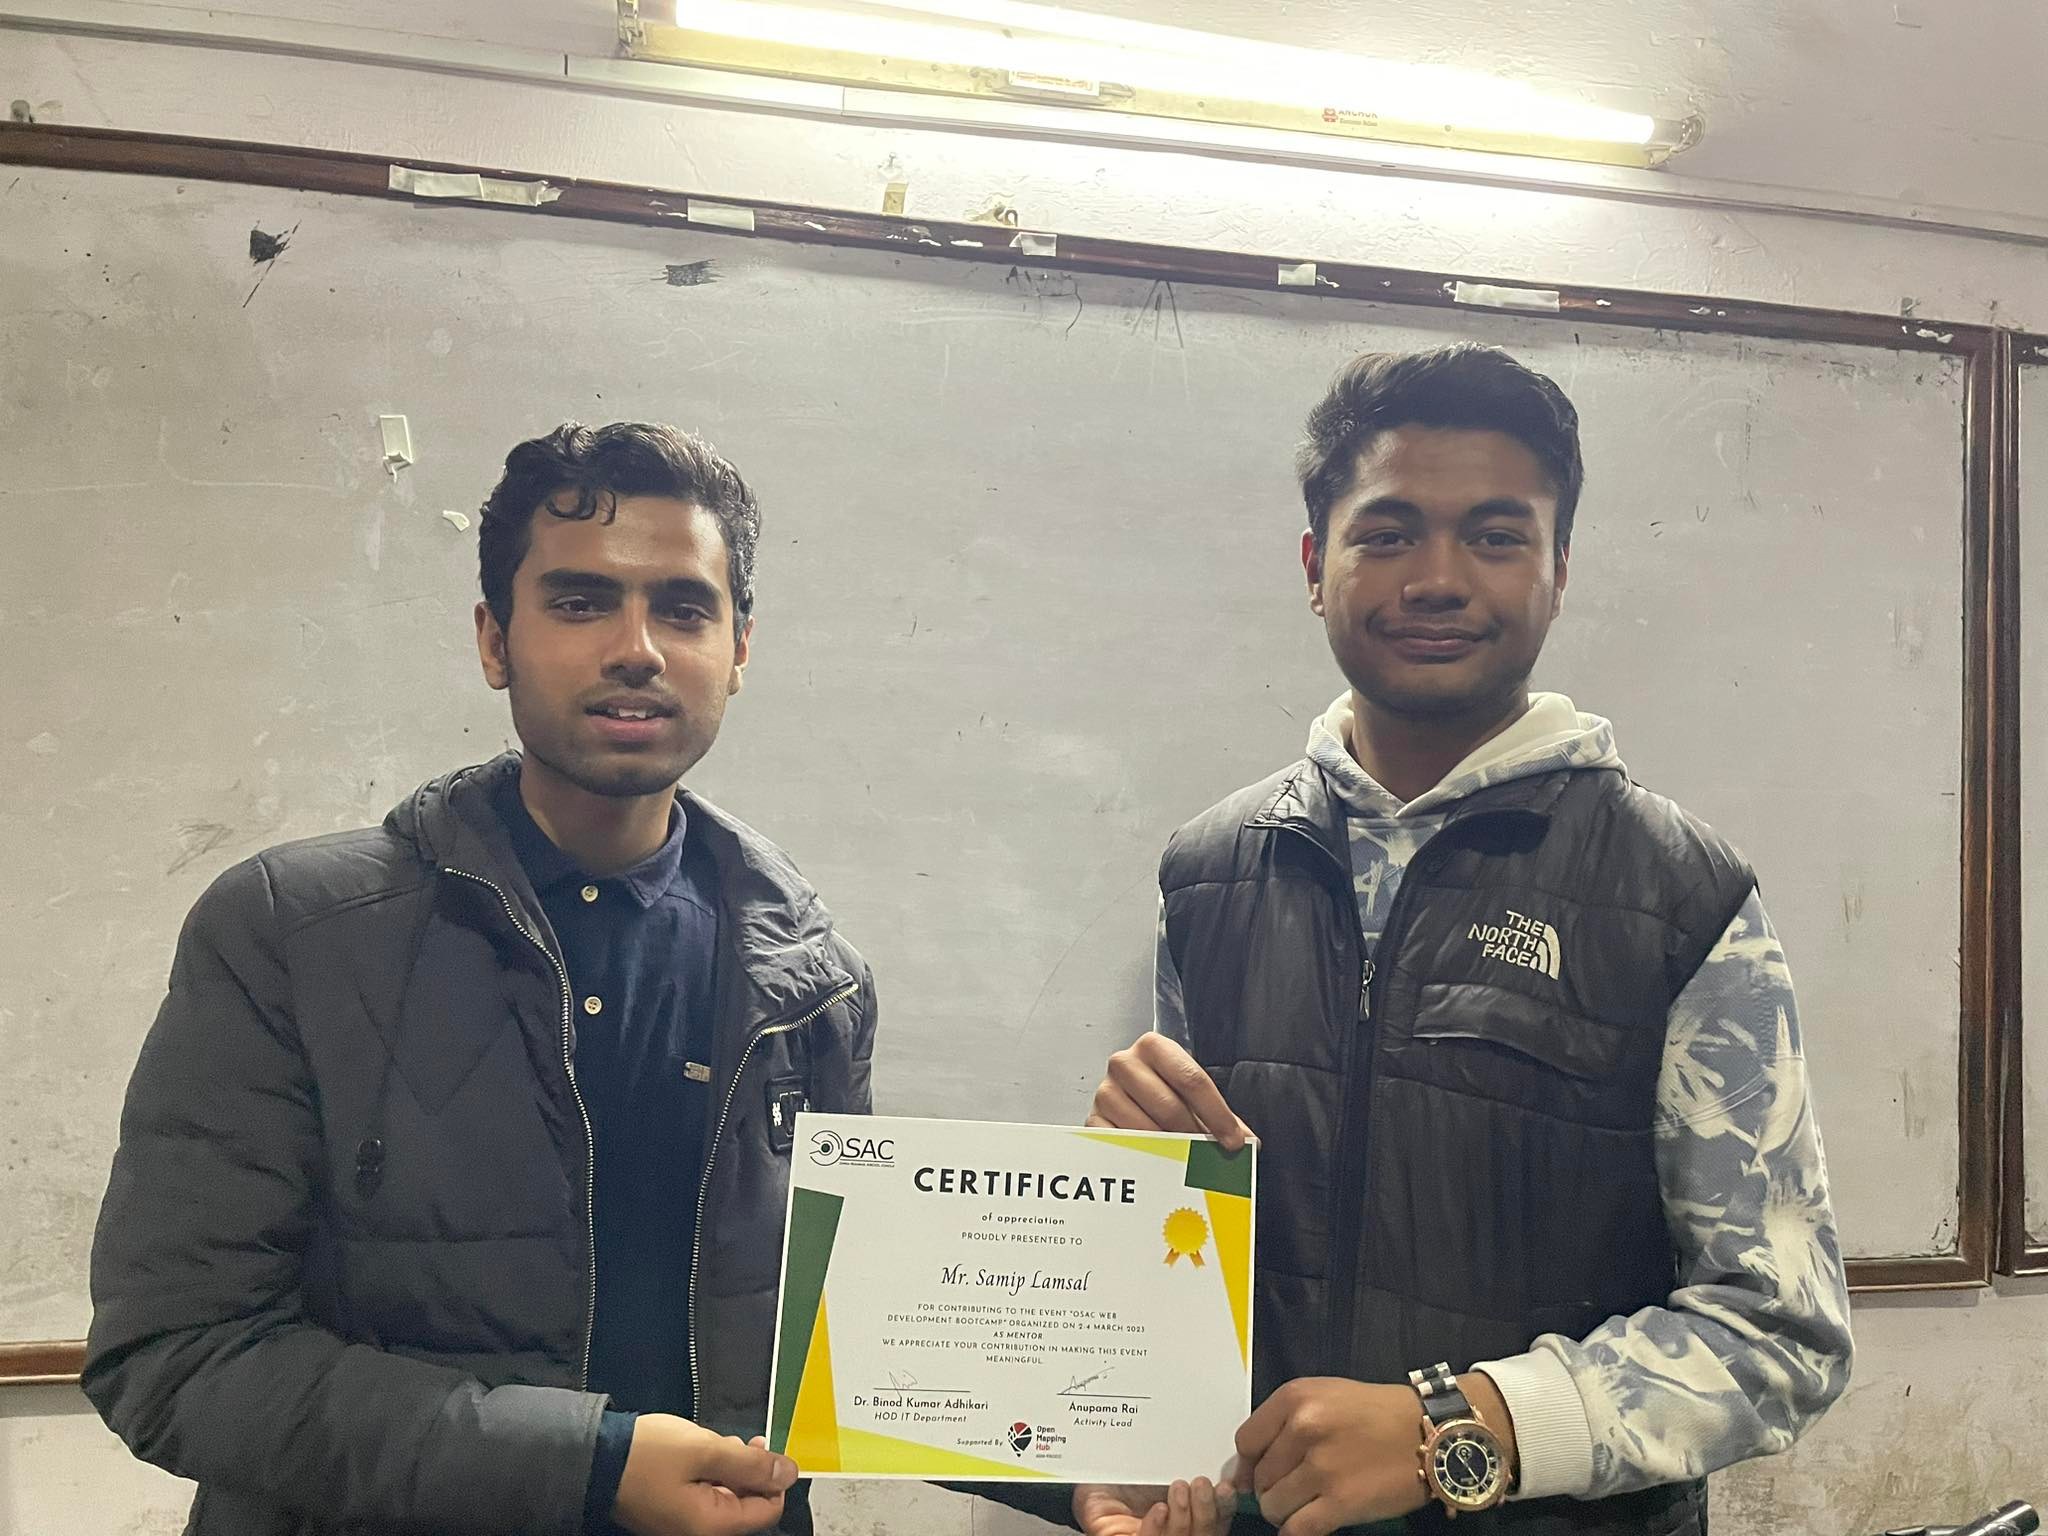 ANCHOR
THE
NORTH
FACE
OSAC
CERTIFICATE
of appreciation
PROUDLY PRESENTED TO
Mr. Samip Lamsal
FOR CONTRIBUTING TO THE EVENT "OSAC WEB
DEVELOPMENT BOOTCAMP" ORGANIZED ON 2-4 MARCH 2023
AS MENTOR
WE APPRECIATE YOUR CONTRIBUTION IN MAKING THIS EVENT
MEANINGFUL.
Dr. Binod Kumar Adhikari
HOD IT Department
Anupama Rai
Activity Lead
Supported By
Open
Mapping
Hub